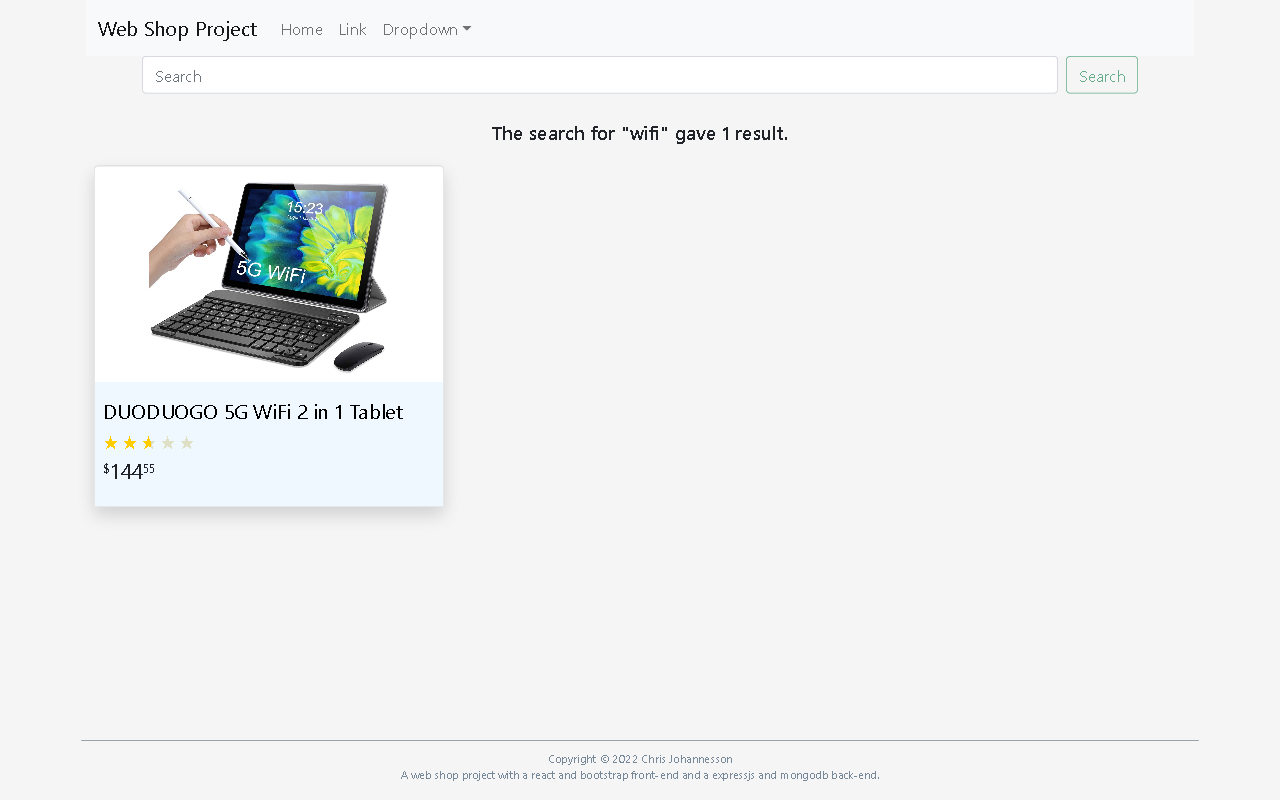 Web Shop Project Home Link Dropdown
Search Search
The search for "wifi" gave 1 result.
15:23
5G WiFi
DUODUOGO 5G WiFi 2 in 1 Tablet
$14455
Copyright © 2022 Chris Johannesson
A web shop project with a react and bootstrap front-end and a expressjs and mongodb back-end.